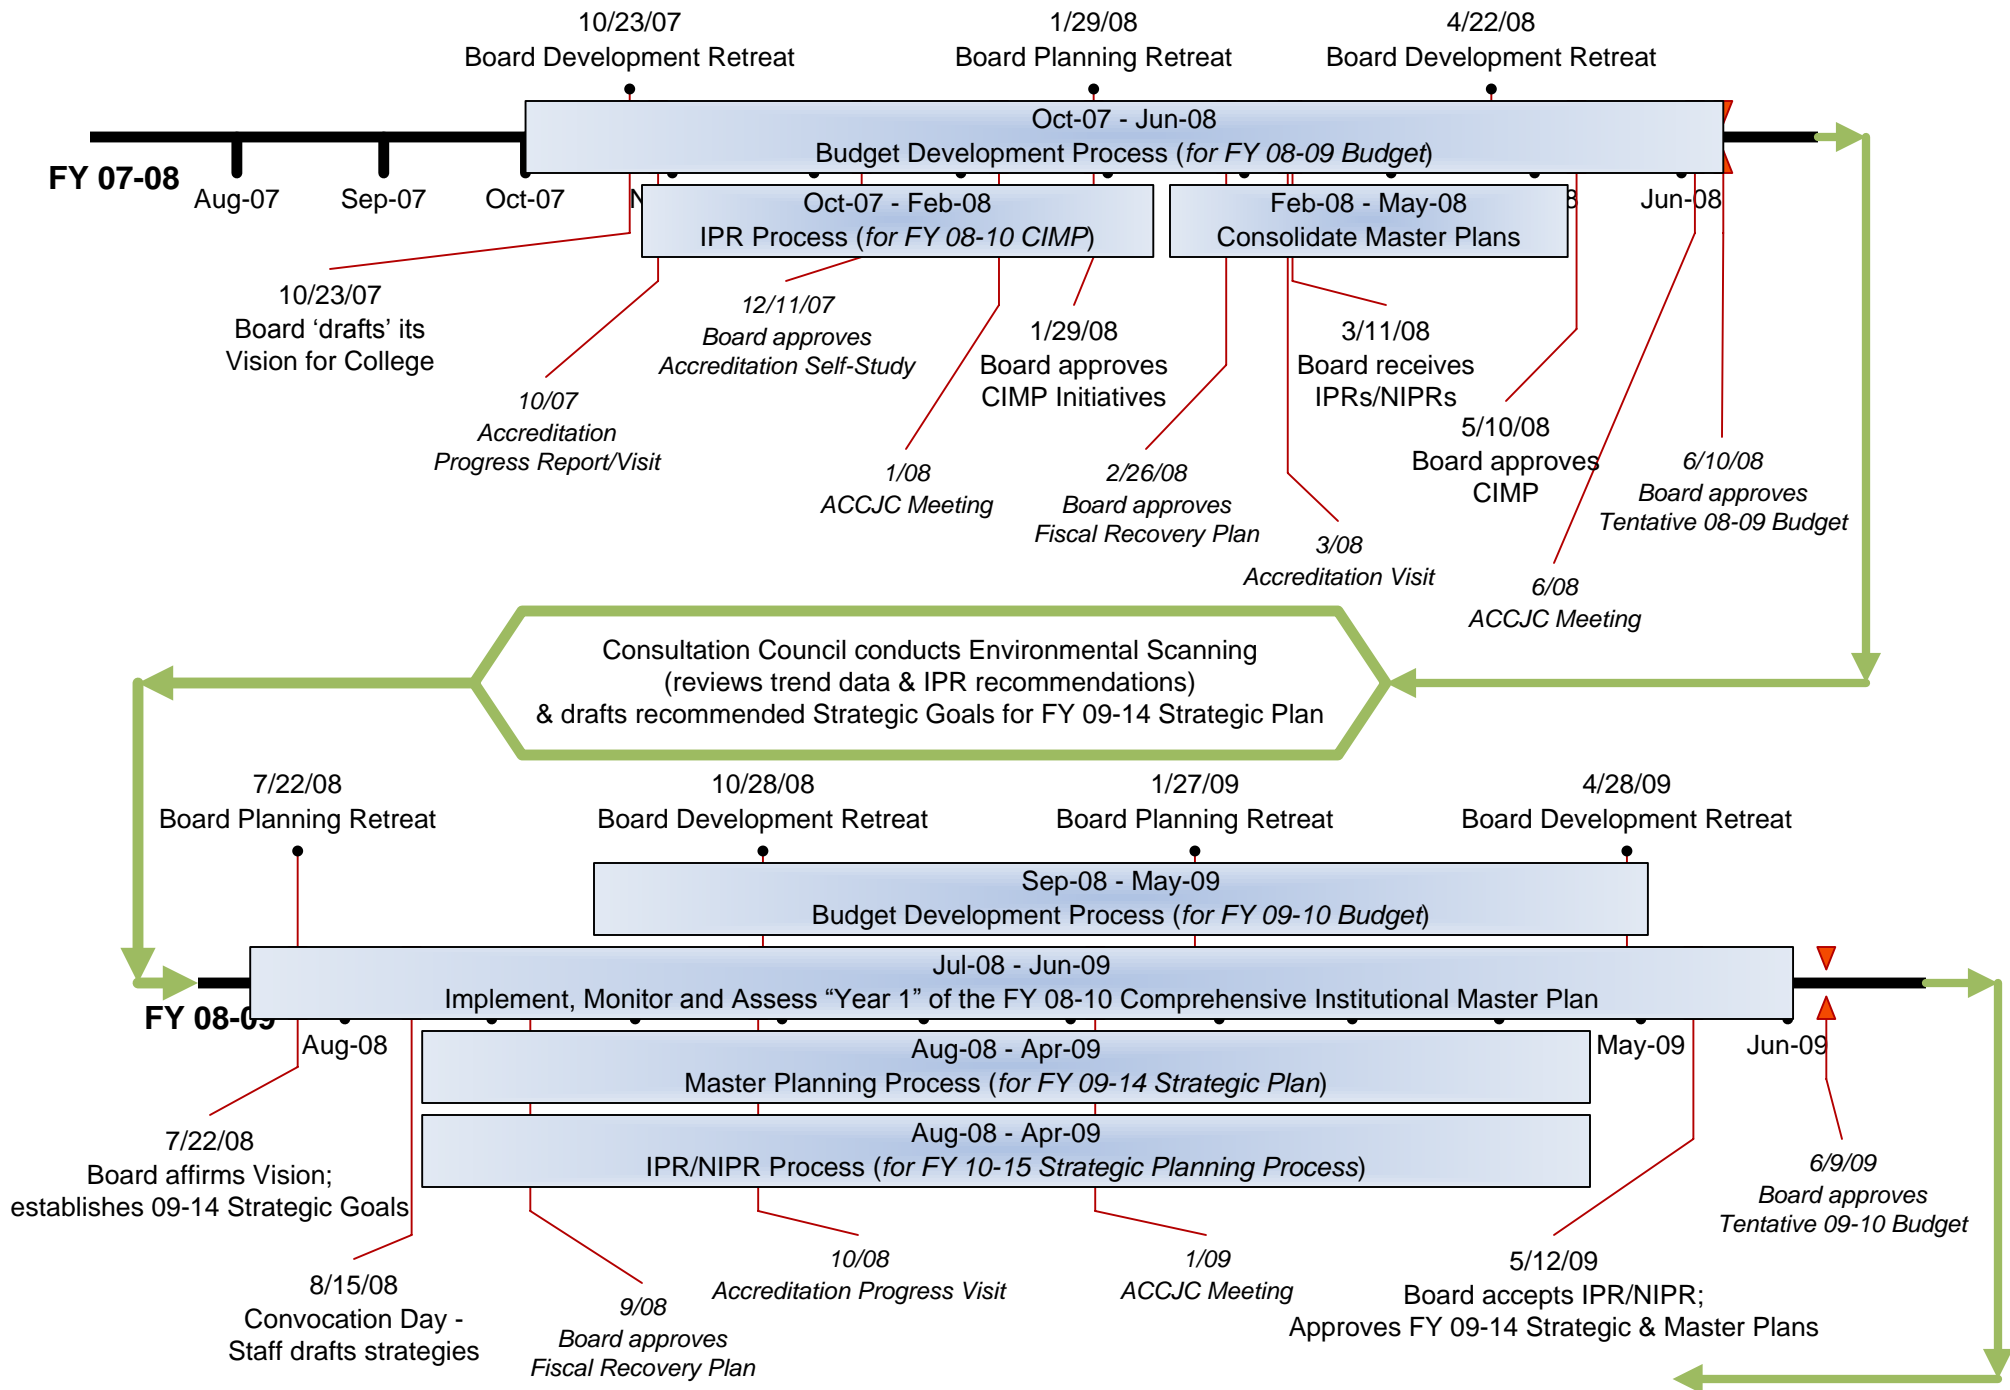 10/23/07
Board Development Retreat
1/29/08
Board Planning Retreat
4/22/08
Board Development Retreat
Oct-07 - Jun-08
Budget Development Process (for FY 08-09 Budget)
FY 07-08
Aug-07
Sep-07
Oct-07
N
8
Jun-08
Oct-07 - Feb-08
IPR Process (for FY 08-10 CIMP)
Feb-08 - May-08
Consolidate Master Plans
10/23/07
Board ‘drafts’ its
Vision for College
10/07
Accreditation
Progress Report/Visit
12/11/07
Board approves
Accreditation Self-Study
1/08
ACCJC Meeting
1/29/08
Board approves
CIMP Initiatives
2/26/08
Board approves
Fiscal Recovery Plan
3/11/08
Board receives
IPRs/NIPRs
3/08
Accreditation Visit
5/10/08
Board approves
CIMP
6/08
ACCJC Meeting
6/10/08
Board approves
Tentative 08-09 Budget
Consultation Council conducts Environmental Scanning
(reviews trend data & IPR recommendations)
& drafts recommended Strategic Goals for FY 09-14 Strategic Plan
7/22/08
Board Planning Retreat
10/28/08
Board Development Retreat
1/27/09
Board Planning Retreat
4/28/09
Board Development Retreat
Sep-08 - May-09
Budget Development Process (for FY 09-10 Budget)
Jul-08 - Jun-09
Implement, Monitor and Assess “Year 1” of the FY 08-10 Comprehensive Institutional Master Plan
FY 08-09
Aug-08
May-09
Jun-09
Aug-08 - Apr-09
Master Planning Process (for FY 09-14 Strategic Plan)
Aug-08 - Apr-09
IPR/NIPR Process (for FY 10-15 Strategic Planning Process)
7/22/08
Board affirms Vision;
establishes 09-14 Strategic Goals
8/15/08
Convocation Day -
Staff drafts strategies
9/08
Board approves
Fiscal Recovery Plan
10/08
Accreditation Progress Visit
1/09
ACCJC Meeting
5/12/09
Board accepts IPR/NIPR;
Approves FY 09-14 Strategic & Master Plans
6/9/09
Board approves
Tentative 09-10 Budget